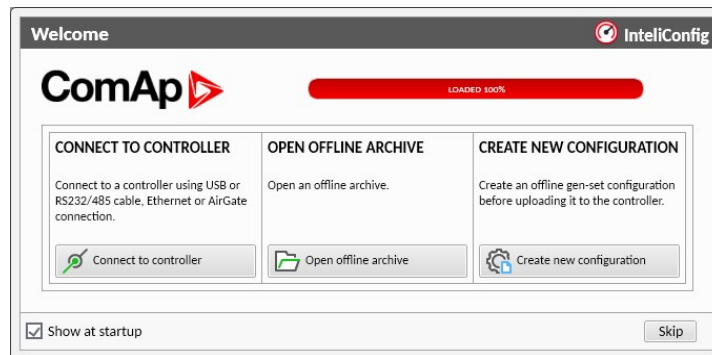 Welcome
InteliConfig
ComAp
LOADED 100%
CONNECT TO CONTROLLER
Connect to a controller using USB or
RS232/485 cable, Ethernet or AirGate
connection.
Connect to controller
OPEN OFFLINE ARCHIVE
Open an offline archive.
Open offline archive
CREATE NEW CONFIGURATION
Create an offline gen-set configuration
before uploading it to the controller.
Create new configuration
Show at startup
Skip